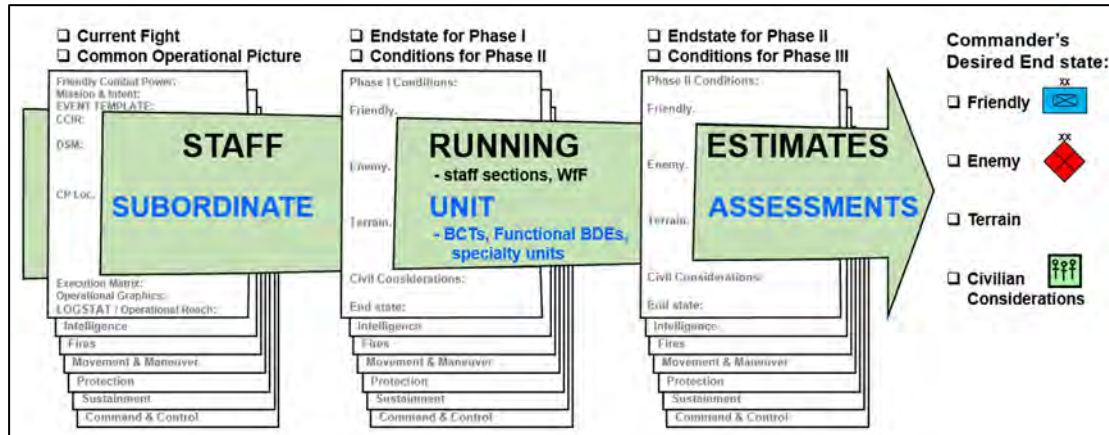 ❑ Current Fight
❑ Common Operational Picture
❑ Endstate for Phase I
❑ Conditions for Phase II
❑ Endstate for Phase II
❑ Conditions for Phase III
Commander's
Desired End state:
❑ Friendly
XX
❑ Enemy
XX
❑ Terrain
❑ Civilian
Considerations
Friendly Combat Power:
Mission & Intent:
EVENT TEMPLATE:
CCIR:
DSM:
CP Loc.
Execution Matrix:
Operational Graphics:
LOGSTAT / Operational Reach:
Intelligence
Fires
Movement & Maneuver
Protection
Sustainment
Command & Control
Phase I Conditions:
Friendly.
Enemy.
Terrain.
Civil Considerations:
End state:
Intelligence
Fires
Movement & Maneuver
Protection
Sustainment
Command & Control
Phase II Conditions:
Friendly.
Enemy.
Terrain.
Civil Considerations:
End state:
Intelligence
Fires
Movement & Maneuver
Protection
Sustainment
Command & Control
STAFF RUNNING ESTIMATES
- staff sections, WfF
SUBORDINATE UNIT ASSESSMENTS
- BCTs, Functional BDEs,
specialty units